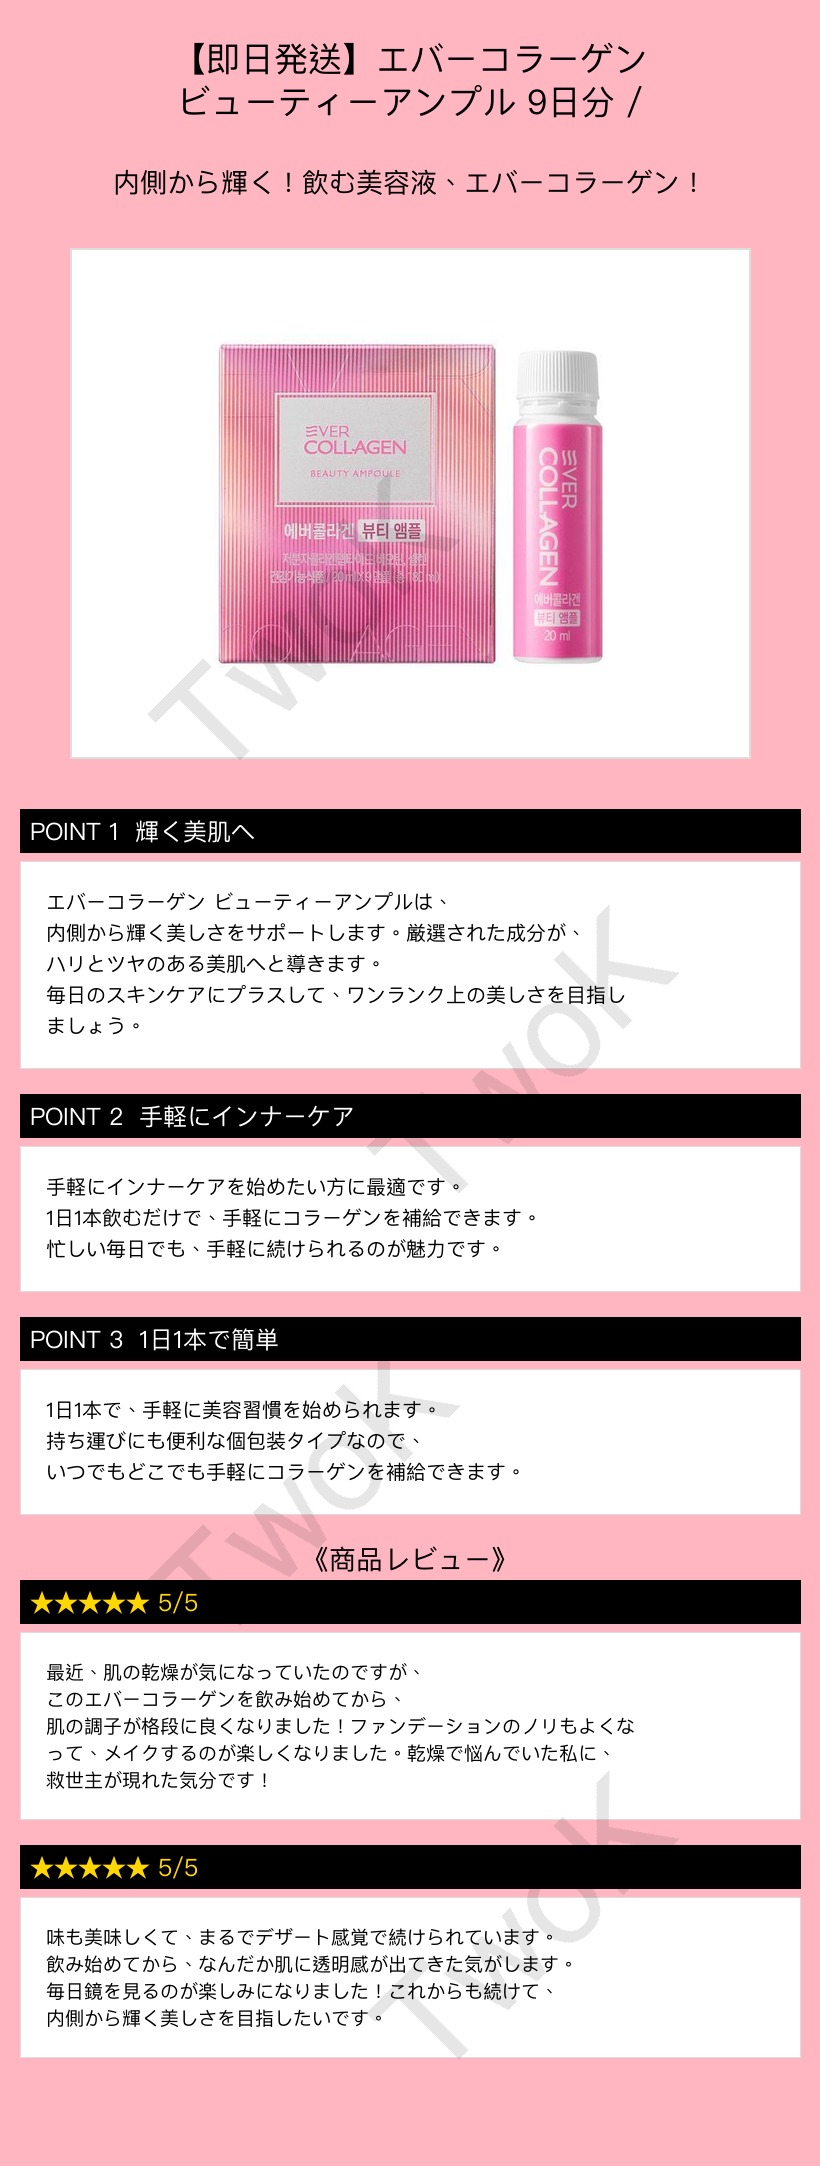 【即日発送】エバーコラーゲン
ビューティーアンプル 9日分 /
内側から輝く！飲む美容液、エバーコラーゲン！
EVER
COLLAGEN
BEAUTY AMPOULE
에버콜라겐 뷰티 앰플
EVER
COLLAGEN
에버콜라겐
뷰티 앰플
20 ml
TwoK
POINT 1 輝く美肌へ
エバーコラーゲン ビューティーアンプルは、
内側から輝く美しさをサポートします。厳選された成分が、
ハリとツヤのある美肌へと導きます。
毎日のスキンケアにプラスして、ワンランク上の美しさを目指し
ましょう。
TwoK
POINT 2 手軽にインナーケア
手軽にインナーケアを始めたい方に最適です。
1日1本飲むだけで、手軽にコラーゲンを補給できます。
忙しい毎日でも、手軽に続けられるのが魅力です。
POINT 3 1日1本で簡単
1日1本で、手軽に美容習慣を始められます。
持ち運びにも便利な個包装タイプなので、
いつでもどこでも手軽にコラーゲンを補給できます。
TwoK
《商品レビュー》
★★★★★ 5/5
最近、肌の乾燥が気になっていたのですが、
このエバーコラーゲンを飲み始めてから、
肌の調子が格段に良くなりました！ファンデーションのノリもよくな
って、メイクするのが楽しくなりました。乾燥で悩んでいた私に、
救世主が現れた気分です！
★★★★★ 5/5
味も美味しくて、まるでデザート感覚で続けられています。
飲み始めてから、なんだか肌に透明感が出てきた気がします。
毎日鏡を見るのが楽しみになりました！これからも続けて、
内側から輝く美しさを目指したいです。
TwoK